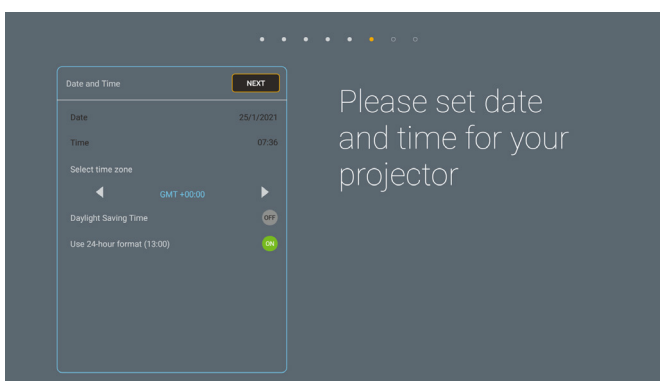 Date and Time
NEXT
Date 25/1/2021
Time 07:36
Select time zone
GMT +00:00
Daylight Saving Time OFF
Use 24-hour format (13:00) ON
Please set date
and time for your
projector